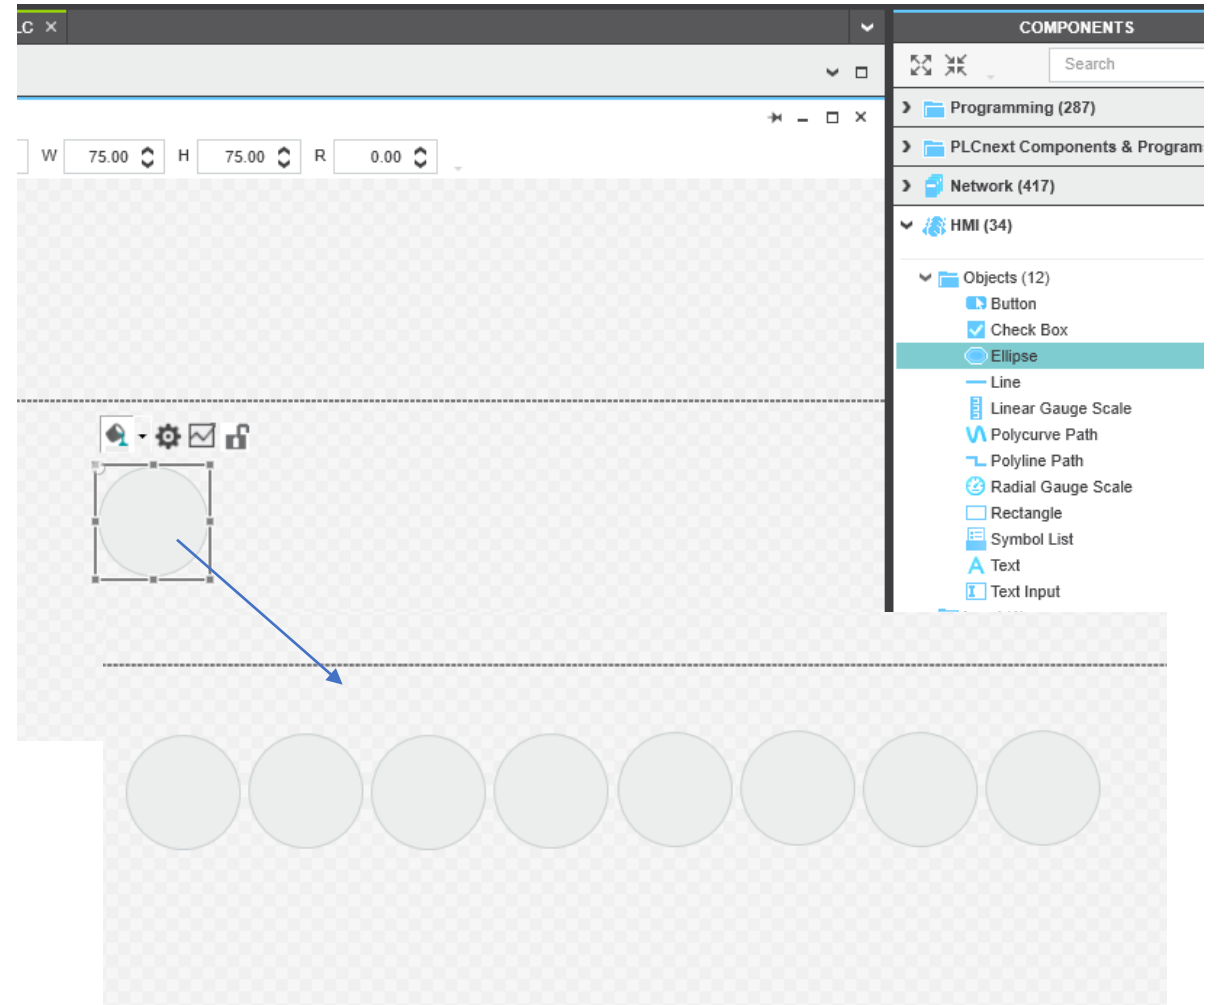 LC
COMPONENTS
Search
Programming (287)
W 75.00 H 75.00 R 0.00
PLCnext Components & Program
Network (417)
HMI (34)
Objects (12)
Button
Check Box
Ellipse
Line
Linear Gauge Scale
Polycurve Path
Polyline Path
Radial Gauge Scale
Rectangle
Symbol List
Text
Text Input